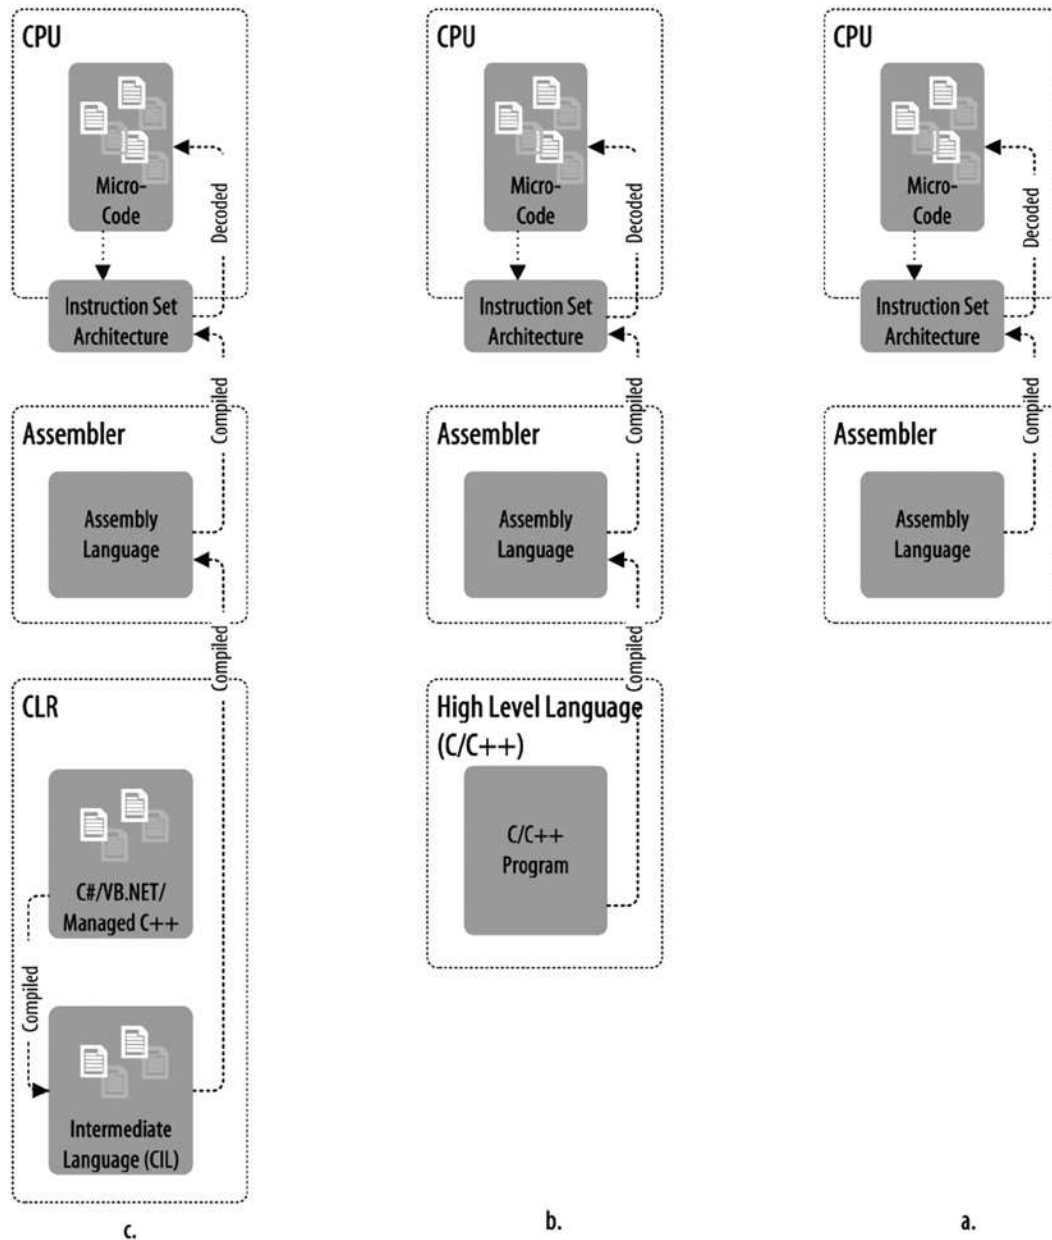 CPU
Micro-
Code
Decoded
Instruction Set
Architecture
Compiled
Assembler
Assembly
Language
Compiled
CLR
C#/VB.NET/
Managed C++
Compiled
Intermediate
Language (CIL)
c.
CPU
Micro-
Code
Decoded
Instruction Set
Architecture
Compiled
Assembler
Assembly
Language
Compiled
High Level Language
(C/C++)
C/C++
Program
b.
CPU
Micro-
Code
Decoded
Instruction Set
Architecture
Compiled
Assembler
Assembly
Language
a.